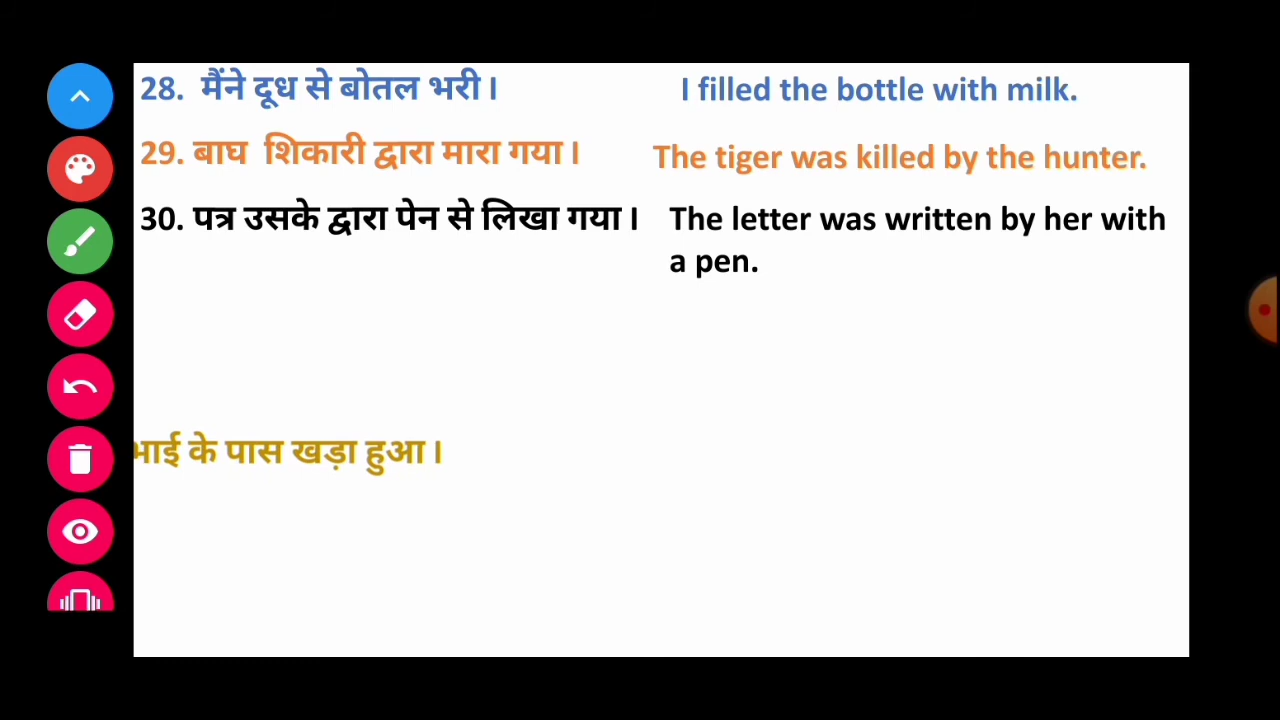 28. मैंने दूध से बोतल भरी I I filled the bottle with milk.
29. बाघ शिकारी द्वारा मारा गया I The tiger was killed by the hunter.
30. पत्र उसके द्वारा पेन से लिखा गया I The letter was written by her with
a pen.
भाई के पास खड़ा हुआ I